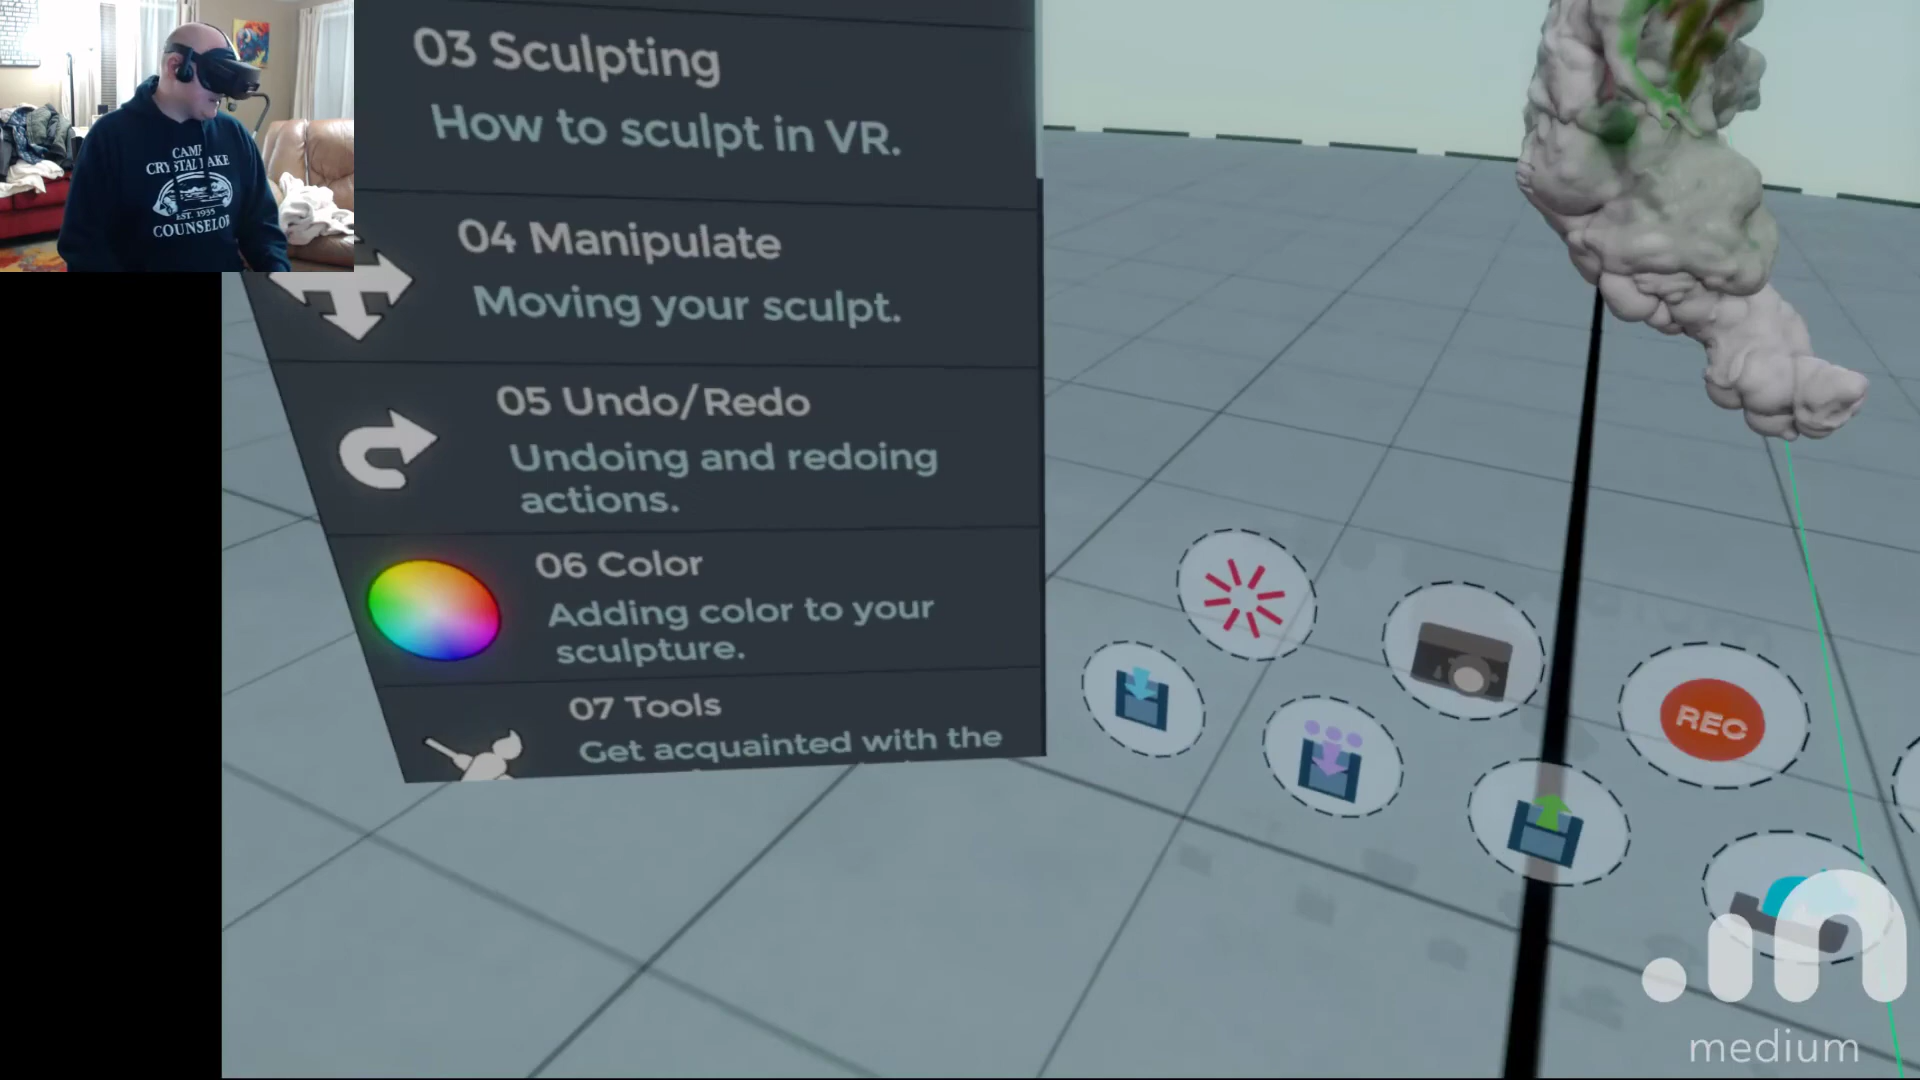 03 Sculpting
How to sculpt in VR.
04 Manipulate
Moving your sculpt.
05 Undo/Redo
Undoing and redoing
actions.
06 Color
Adding color to your
sculpture.
07 Tools
Get acquainted with the
REC
medium
CAMP
CRYSTAL LAKE
EST. 1935
COUNSELOR